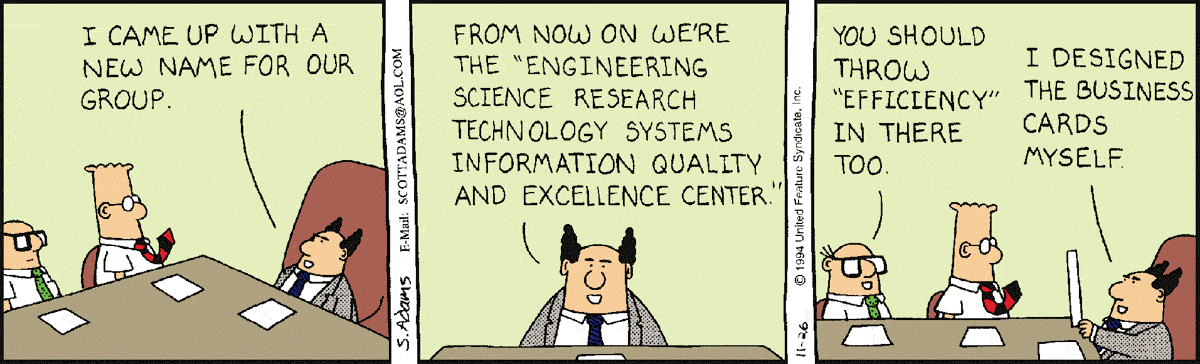 I CAME UP WITH A
NEW NAME FOR OUR
GROUP.
E-Mail: SCOTTADAMS@AOL.COM
S. Adams
FROM NOW ON WE'RE
THE "ENGINEERING
SCIENCE RESEARCH
TECHNOLOGY SYSTEMS
INFORMATION QUALITY
AND EXCELLENCE CENTER."
© 1994 United Feature Syndicate, Inc.
11-26
YOU SHOULD
THROW
"EFFICIENCY"
IN THERE
TOO.
I DESIGNED
THE BUSINESS
CARDS
MYSELF.